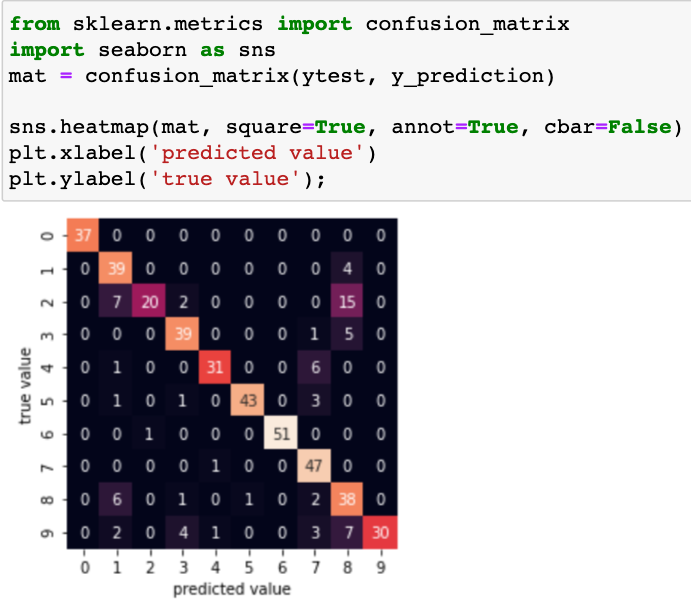 from sklearn.metrics import confusion_matrix
import seaborn as sns
mat = confusion_matrix(ytest, y_prediction)
sns.heatmap(mat, square=True, annot=True, cbar=False)
plt.xlabel('predicted value')
plt.ylabel('true value');
true value
0 37 0 0 0 0 0 0 0 0 0
1 0 39 0 0 0 0 0 0 4 0
2 0 7 20 2 0 0 0 0 15 0
3 0 0 0 39 0 0 0 1 5 0
4 0 1 0 0 31 0 0 6 0 0
5 0 1 0 1 0 43 0 3 0 0
6 0 0 1 0 0 0 51 0 0 0
7 0 0 0 0 1 0 0 47 0 0
8 0 6 0 1 0 1 0 2 38 0
9 0 2 0 4 1 0 0 3 7 30
0 1 2 3 4 5 6 7 8 9
predicted value